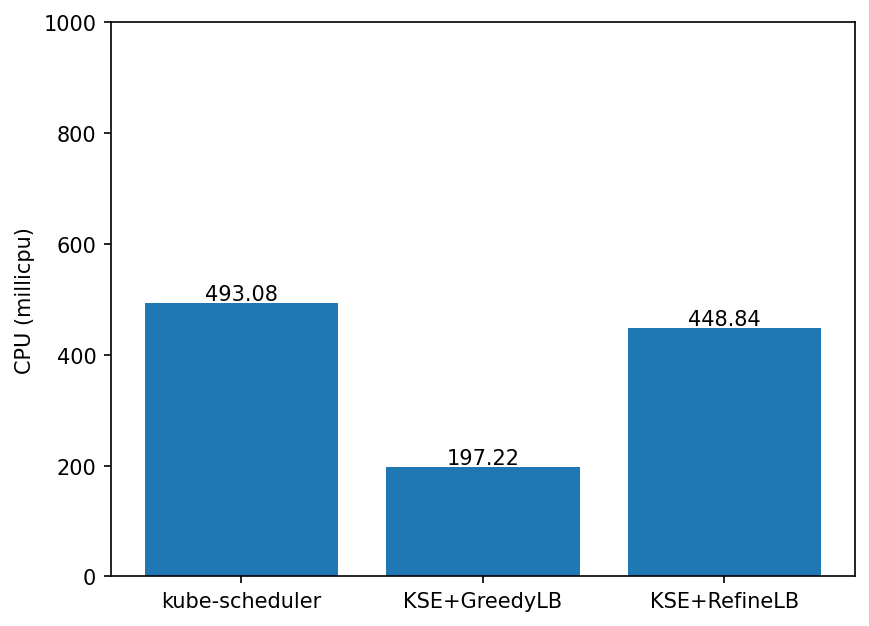 1000
800
600
400
200
0
CPU (millicpu)
493.08
197.22
448.84
kube-scheduler
KSE+GreedyLB
KSE+RefineLB